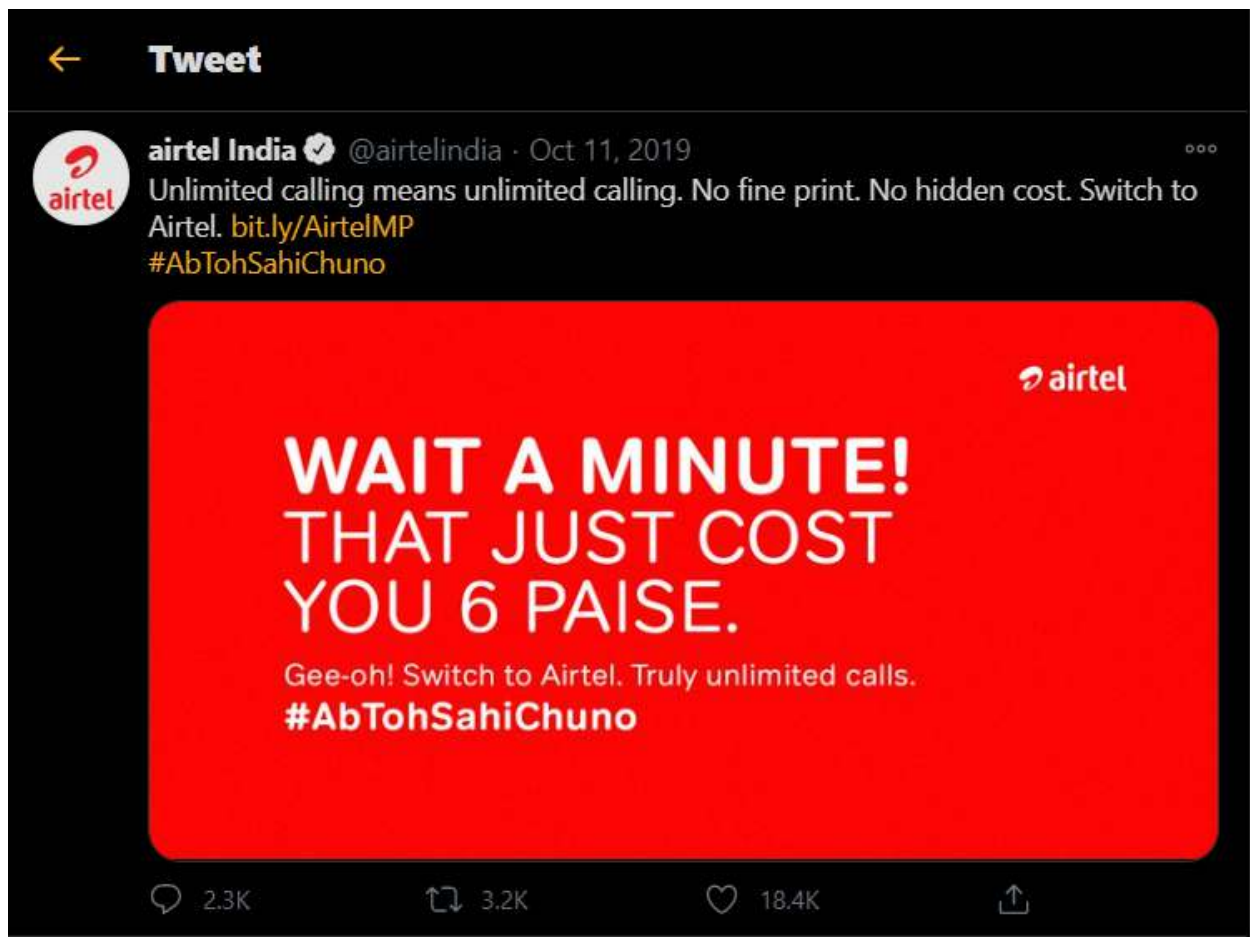 Tweet
airtel India @airtelindia · Oct 11, 2019
airtel
Unlimited calling means unlimited calling. No fine print. No hidden cost. Switch to
Airtel. bit.ly/AirtelMP
#AbTohSahiChuno
airtel
WAIT A MINUTE!
THAT JUST COST
YOU 6 PAISE.
Gee-oh! Switch to Airtel. Truly unlimited calls.
#AbTohSahiChuno
2.3K 3.2K 18.4K